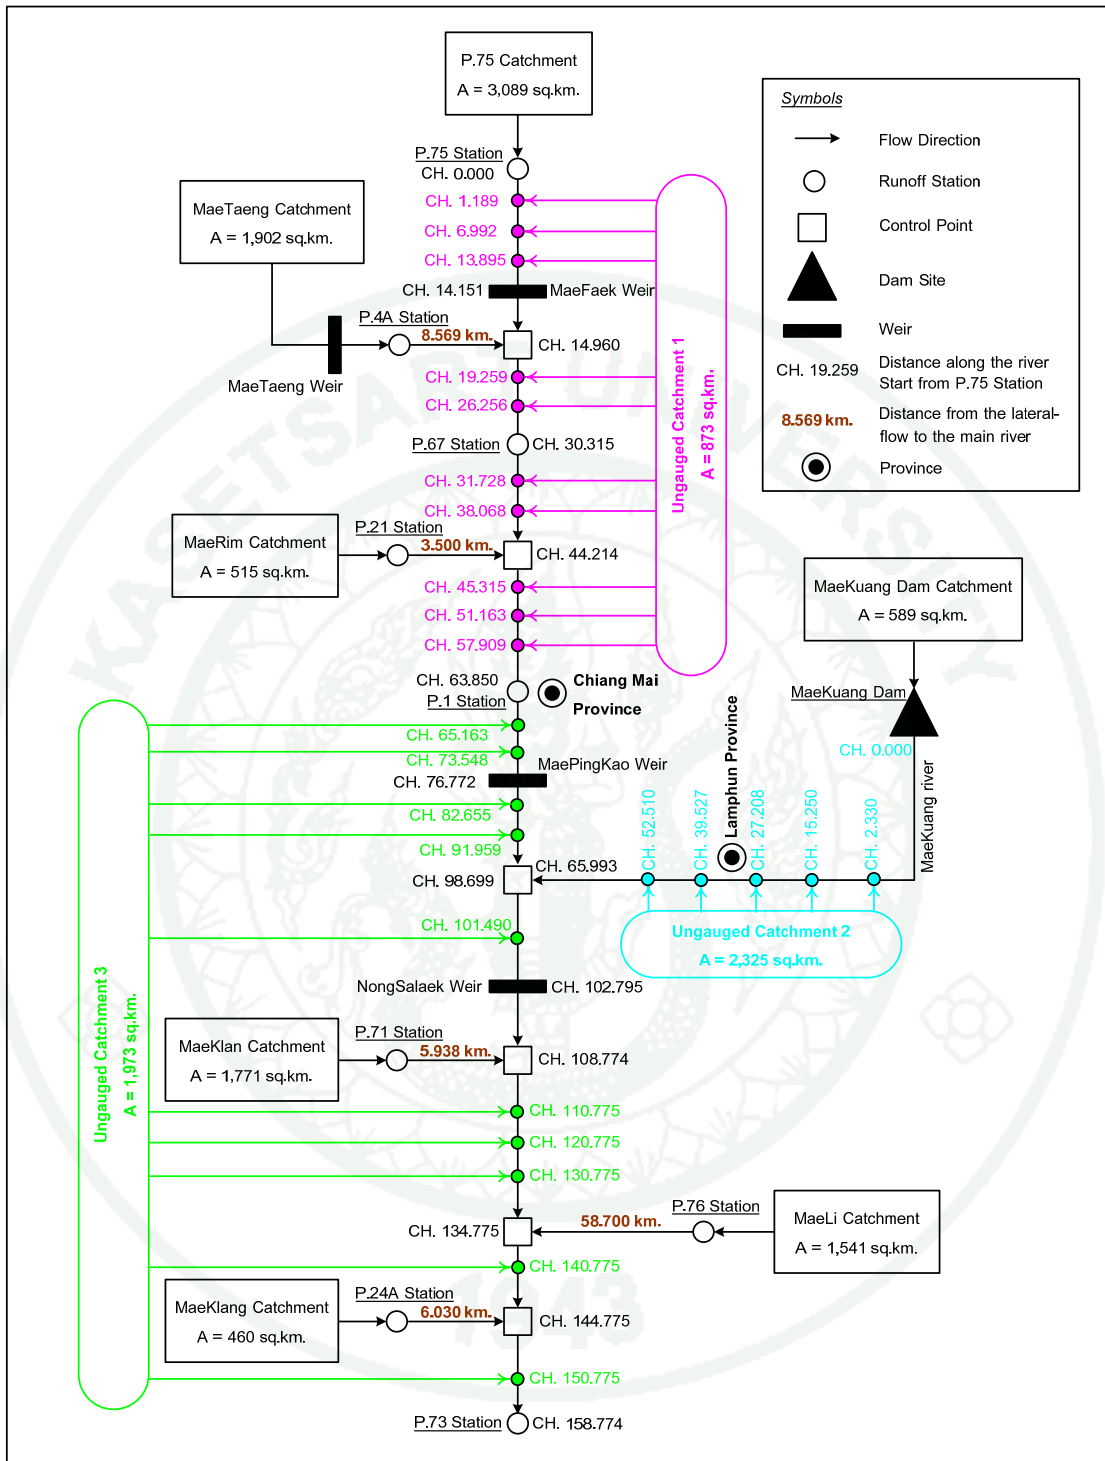 P.75 Catchment
A = 3,089 sq.km.
P.75 Station
CH. 0.000
CH. 1.189
CH. 6.992
CH. 13.895
MaeTaeng Catchment
A = 1,902 sq.km.
CH. 14.151
MaeFaek Weir
P.4A Station
8.569 km.
CH. 14.960
MaeTaeng Weir
CH. 19.259
CH. 26.256
P.67 Station
CH. 30.315
CH. 31.728
CH. 38.068
P.21 Station
3.500 km.
MaeRim Catchment
A = 515 sq.km.
CH. 44.214
CH. 45.315
CH. 51.163
CH. 57.909
Ungauged Catchment 1
A = 873 sq.km.
Symbols
Flow Direction
Runoff Station
Control Point
Dam Site
Weir
CH. 19.259
Distance along the river
Start from P.75 Station
8.569 km.
Distance from the lateral-
flow to the main river
Province
MaeKuang Dam Catchment
A = 589 sq.km.
MaeKuang Dam
CH. 0.000
MaeKuang river
CH. 63.850
P.1 Station
Chiang Mai
Province
CH. 65.163
CH. 73.548
CH. 76.772
MaePingKao Weir
CH. 82.655
CH. 91.959
CH. 98.699
CH. 65.993
CH. 52.510
CH. 39.527
Lamphun Province
CH. 27.208
CH. 15.250
CH. 2.330
Ungauged Catchment 2
A = 2,325 sq.km.
CH. 101.490
NongSalaek Weir
CH. 102.795
Ungauged Catchment 3
A = 1,973 sq.km.
P.71 Station
5.938 km.
MaeKlan Catchment
A = 1,771 sq.km.
CH. 108.774
CH. 110.775
CH. 120.775
CH. 130.775
CH. 134.775
58.700 km.
P.76 Station
MaeLi Catchment
A = 1,541 sq.km.
CH. 140.775
P.24A Station
6.030 km.
MaeKlang Catchment
A = 460 sq.km.
CH. 144.775
CH. 150.775
P.73 Station
CH. 158.774
KASETSART UNIVERSITY
1943